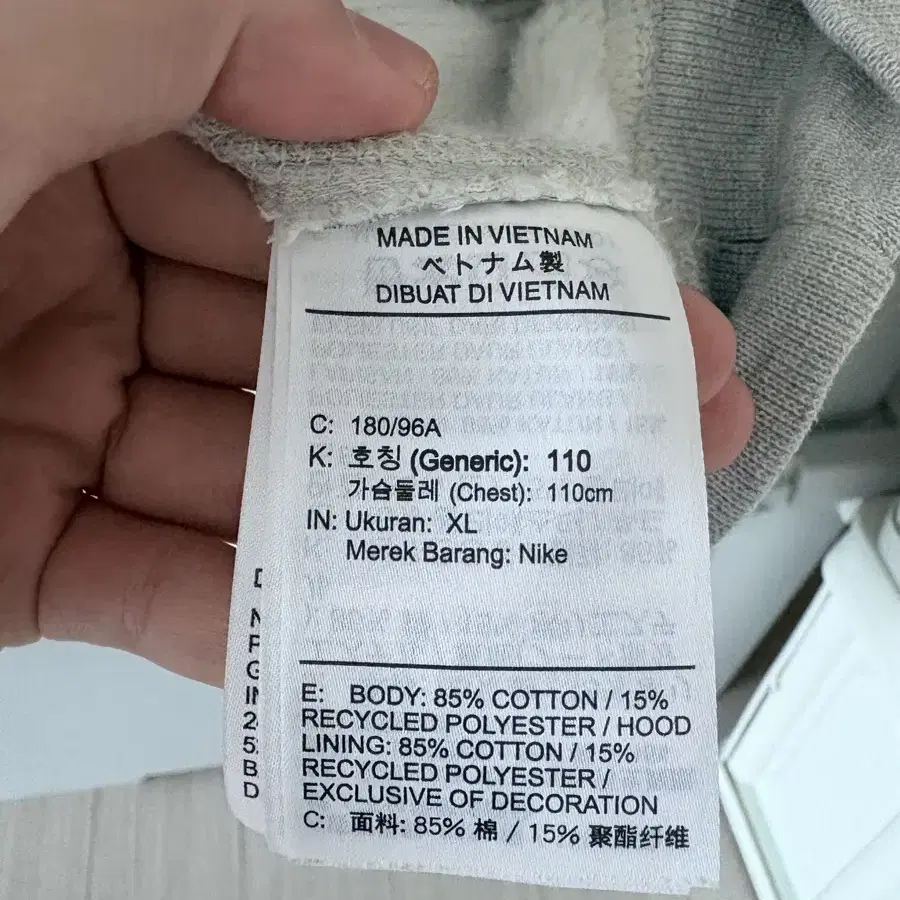 MADE IN VIETNAM
ベトナム製
DIBUAT DI VIETNAM
C: 180/96A
K: 호칭 (Generic): 110
가슴둘레 (Chest): 110cm
IN: Ukuran: XL
Merek Barang: Nike
E: BODY: 85% COTTON / 15%
RECYCLED POLYESTER / HOOD
LINING: 85% COTTON / 15%
RECYCLED POLYESTER /
EXCLUSIVE OF DECORATION
C: 面料: 85% 棉 / 15% 聚酯纤维